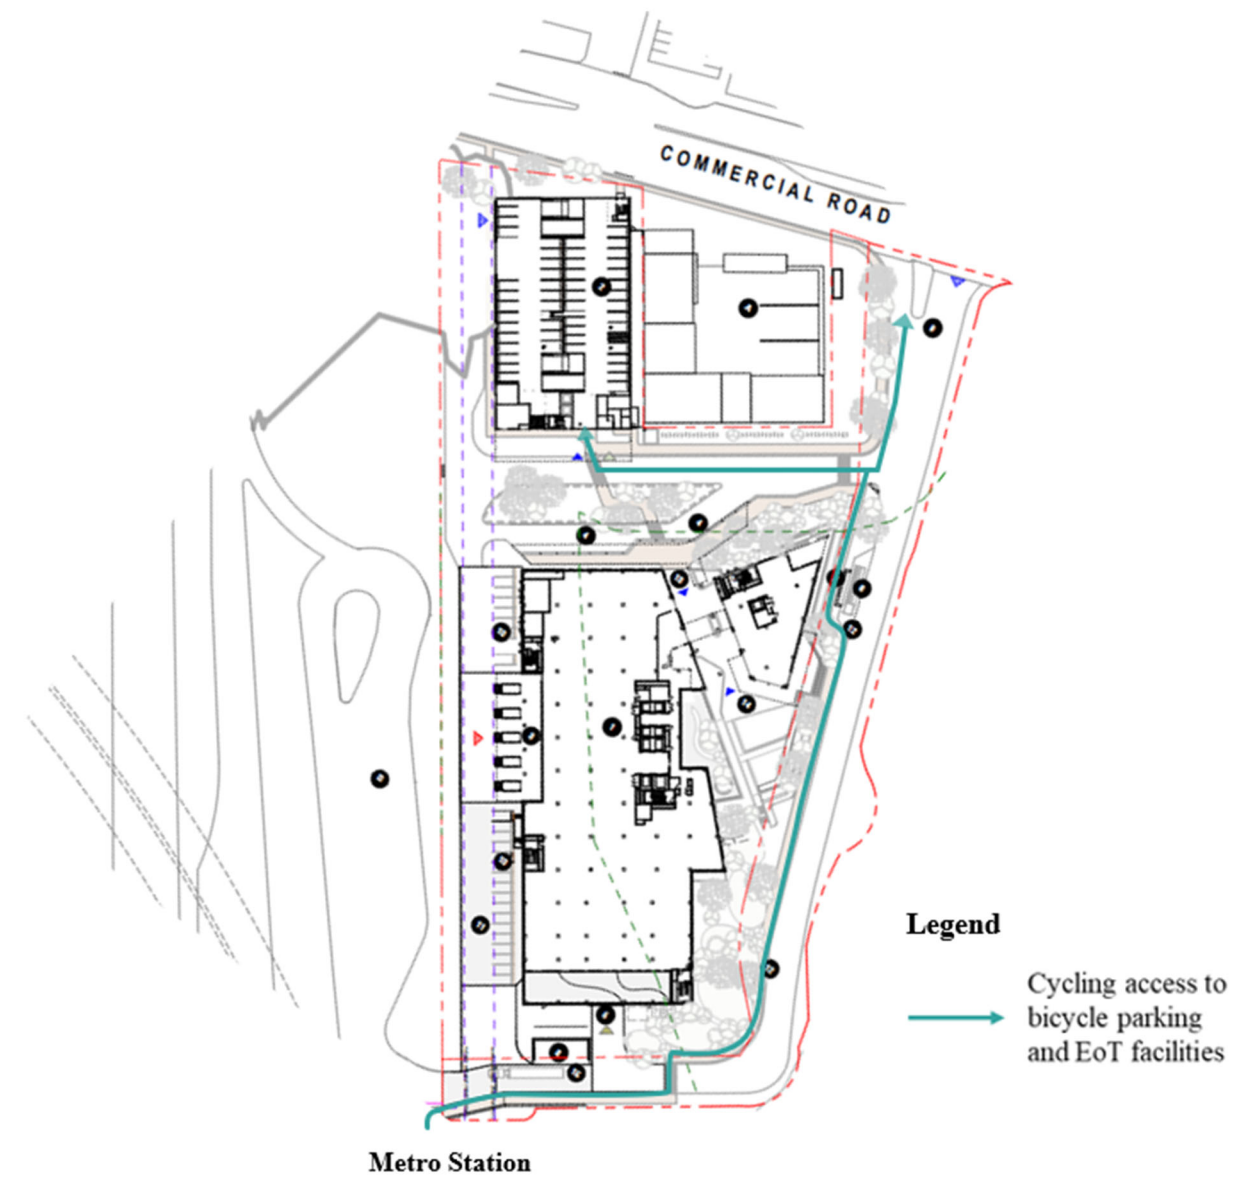 COMMERCIAL ROAD
Legend
Cycling access to
bicycle parking
and EoT facilities
Metro Station